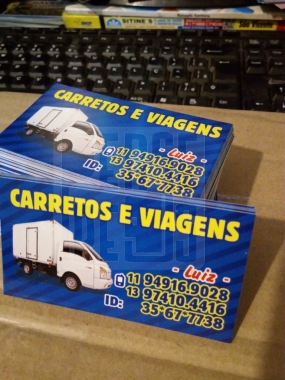 SITINE'S
CARRETOS E VIAGENS
- Luiz -
11 94916.9028
13 97410.4416
ID: 35*67*7738
CARRETOS E VIAGENS
- Luiz -
11 94916.9028
13 97410.4416
ID: 35*67*7738